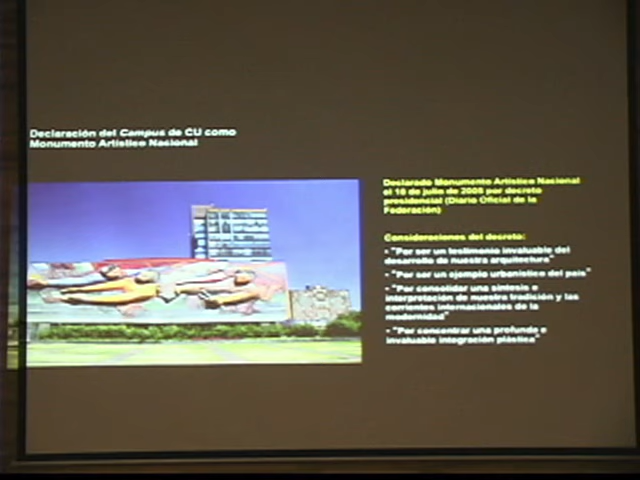 Declaración del Campus de CU como
Monumento Artístico Nacional
Declarado Monumento Artístico Nacional
el 18 de julio de 2005 por decreto
presidencial (Diario Oficial de la
Federación)
Consideraciones del decreto:
- "Por ser un testimonio invaluable del
desarrollo de nuestra arquitectura"
- "Por ser un ejemplo urbanístico del país"
- "Por consolidar una síntesis e
interpretación de nuestra tradición y las
corrientes internacionales de la
modernidad"
- "Por concentrar una profunda e
invaluable integración plástica"